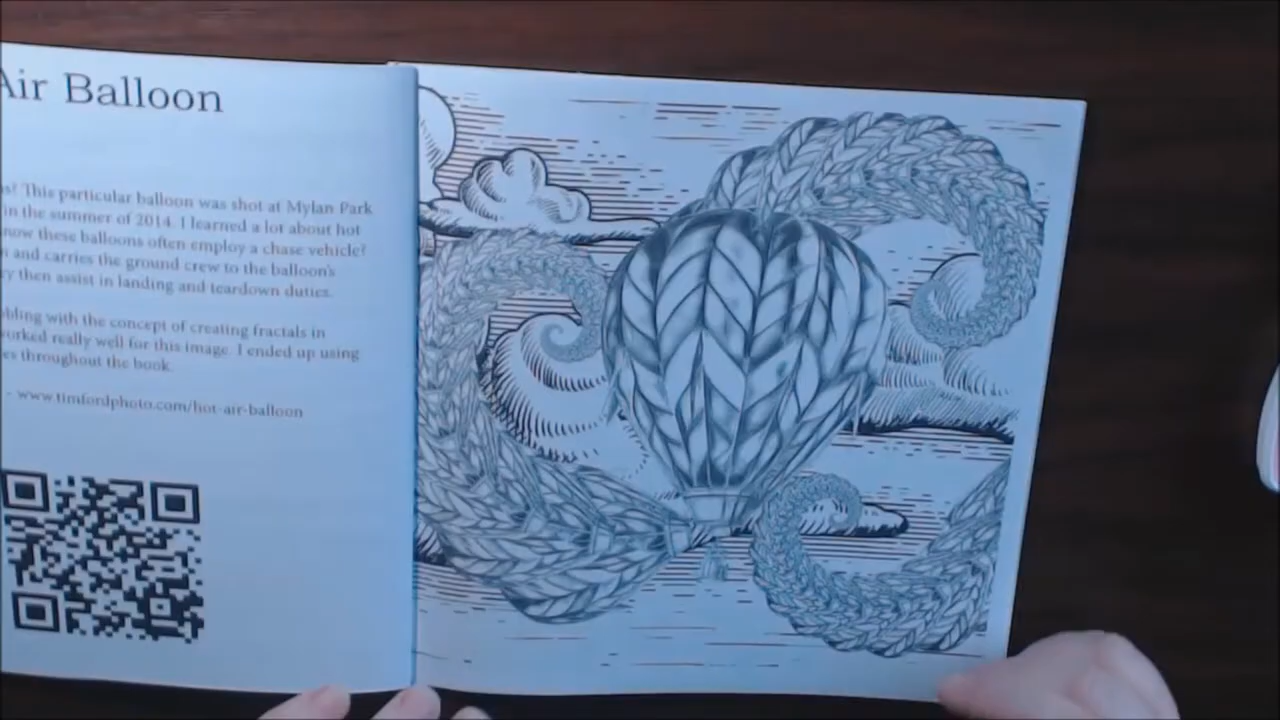 Air Balloon
as! This particular balloon was shot at Mylan Park
in the summer of 2014. I learned a lot about hot
now these balloons often employ a chase vehicle?
and carries the ground crew to the balloon's
then assist in landing and teardown duties.
bling with the concept of creating fractals in
worked really well for this image. I ended up using
es throughout the book.
- www.timfordphoto.com/hot-air-balloon